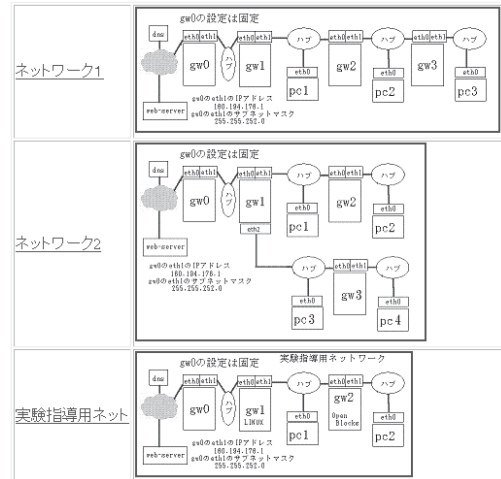 ネットワーク1
gw0の設定は固定
dns
eth0 eth1
eth0 eth1
ハブ
eth0 eth1
ハブ
eth0 eth1
ハブ
gw0
ハブ
gw1
gw2
gw3
eth0
pc1
eth0
pc2
eth0
pc3
web-server
gw0のeth1のIPアドレス
160.194.176.1
gw0のeth1のサブネットマスク
255.255.252.0
ネットワーク2
gw0の設定は固定
dns
eth0 eth1
eth0 eth1
ハブ
eth0 eth1
ハブ
gw0
ハブ
gw1
gw2
eth2
eth0
pc1
eth0
pc2
web-server
gw0のeth1のIPアドレス
160.194.176.1
gw0のeth1のサブネットマスク
255.255.252.0
ハブ
eth0 eth1
ハブ
gw3
eth0
pc3
eth0
pc4
実験指導用ネット
gw0の設定は固定
実験指導用ネットワーク
dns
eth0 eth1
eth0 eth1
ハブ
eth0 eth1
ハブ
gw0
ハブ
gw1
LINUX
gw2
Open
Blocks
eth0
pc1
eth0
pc2
web-server
gw0のeth1のIPアドレス
160.194.176.1
gw0のeth1のサブネットマスク
255.255.252.0